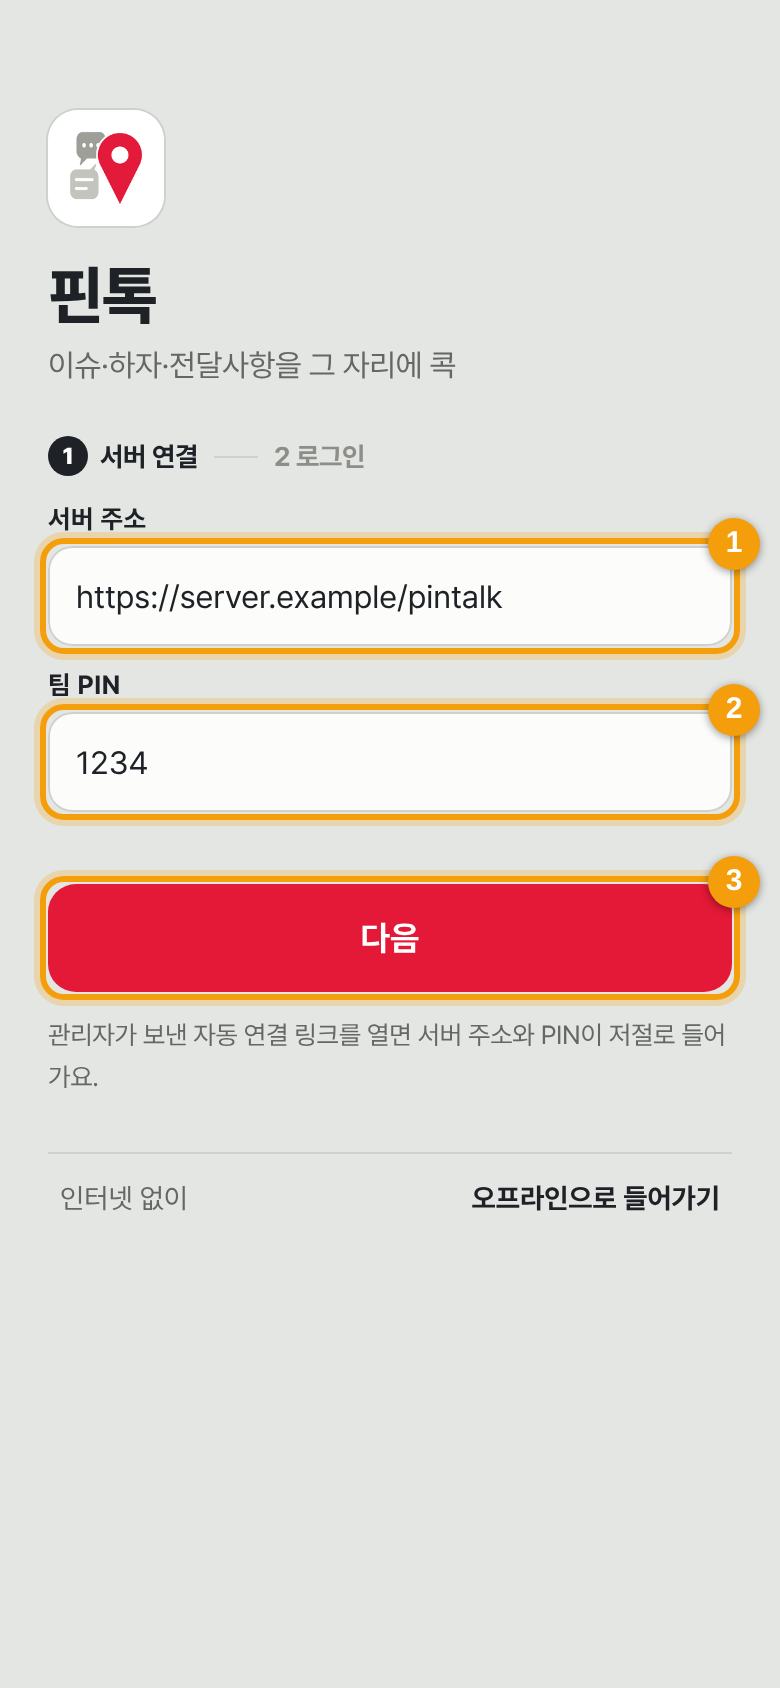 핀톡
이슈·하자·전달사항을 그 자리에 콕
1 서버 연결 2 로그인
서버 주소
1
https://server.example/pintalk
팀 PIN
2
1234
3
다음
관리자가 보낸 자동 연결 링크를 열면 서버 주소와 PIN이 저절로 들어
가요.
인터넷 없이 오프라인으로 들어가기